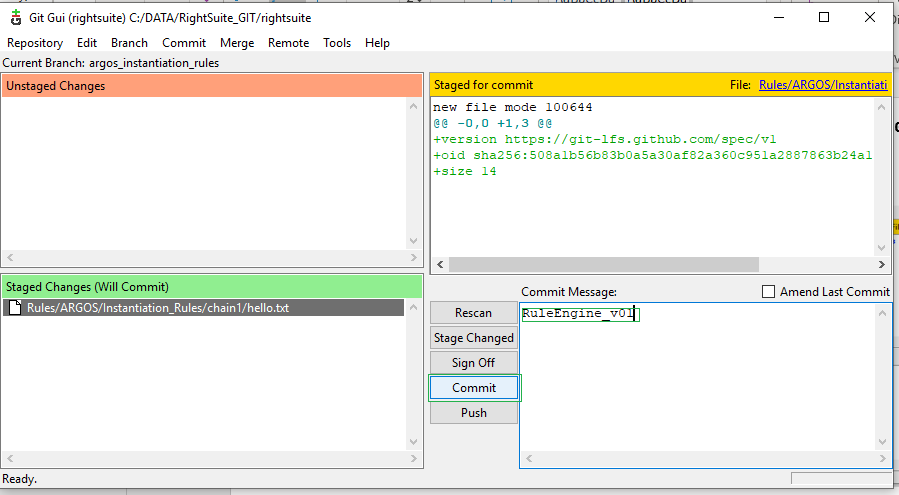 Git Gui (rightsuite) C:/DATA/RightSuite_GIT/rightsuite
Repository Edit Branch Commit Merge Remote Tools Help
Current Branch: argos_instantiation_rules
Unstaged Changes
Staged for commit File: Rules/ARGOS/Instantiati
new file mode 100644
@@ -0,0 +1,3 @@
+version https://git-lfs.github.com/spec/v1
+oid sha256:508a1b56b83b0a5a30af82a360c951a2887863b24a1
+size 14
Staged Changes (Will Commit)
Rules/ARGOS/Instantiation_Rules/chain1/hello.txt
Commit Message: Amend Last Commit
RuleEngine_v01
Rescan
Stage Changed
Sign Off
Commit
Push
Ready.